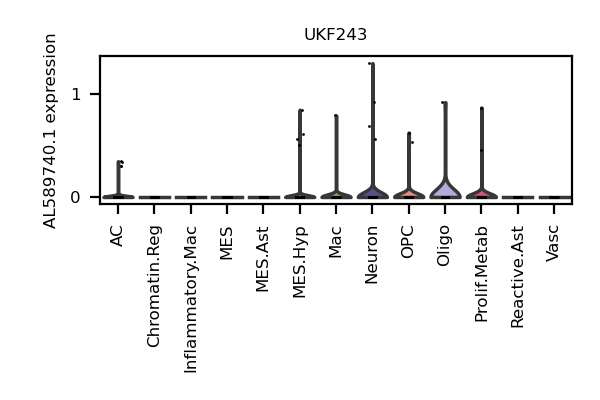 UKF243
AL589740.1 expression
1
0
AC
Chromatin.Reg
Inflammatory.Mac
MES
MES.Ast
MES.Hyp
Mac
Neuron
OPC
Oligo
Prolif.Metab
Reactive.Ast
Vasc